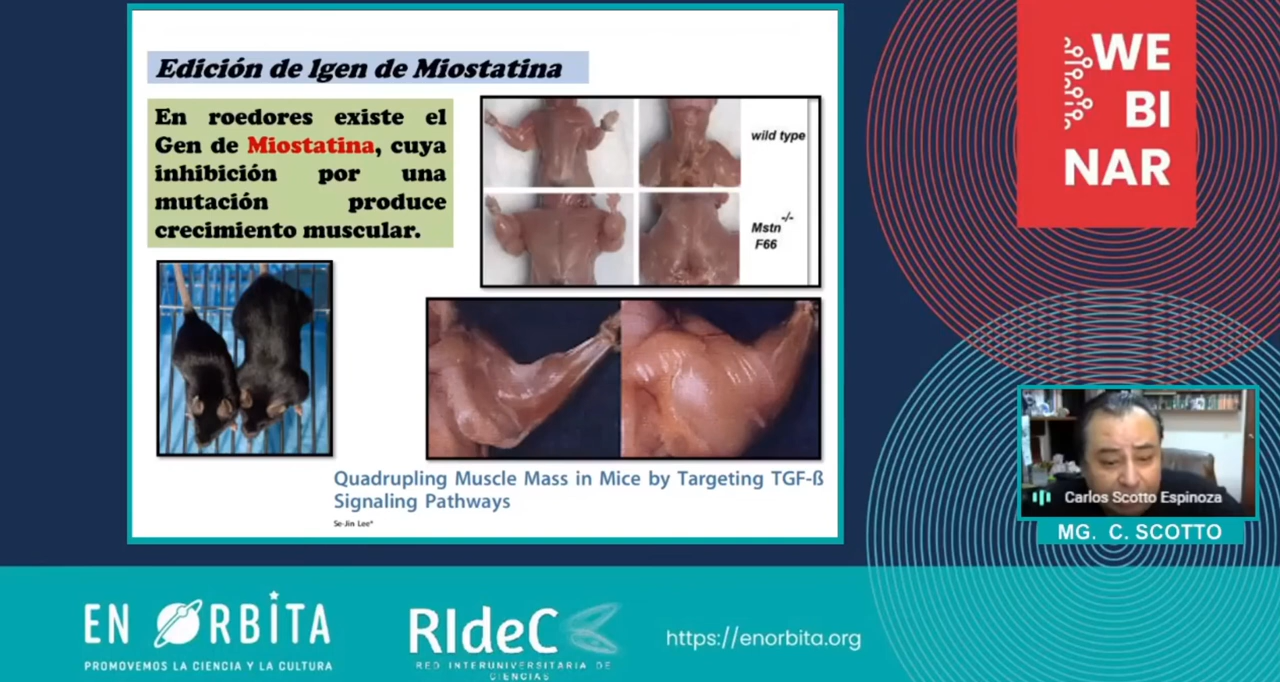 Edición de lgen de Miostatina
En roedores existe el
Gen de Miostatina, cuya
inhibición por una
mutación produce
crecimiento muscular.
wild type
Mstn -/-
F66
Quadrupling Muscle Mass in Mice by Targeting TGF-ß
Signaling Pathways
Se-Jin Lee*
WE
BI
NAR
Carlos Scotto Espinoza
MG. C. SCOTTO
EN ORBITA
PROMOVEMOS LA CIENCIA Y LA CULTURA
RIdeC
RED INTERUNIVERSITARIA DE
CIENCIAS
https://enorbita.org